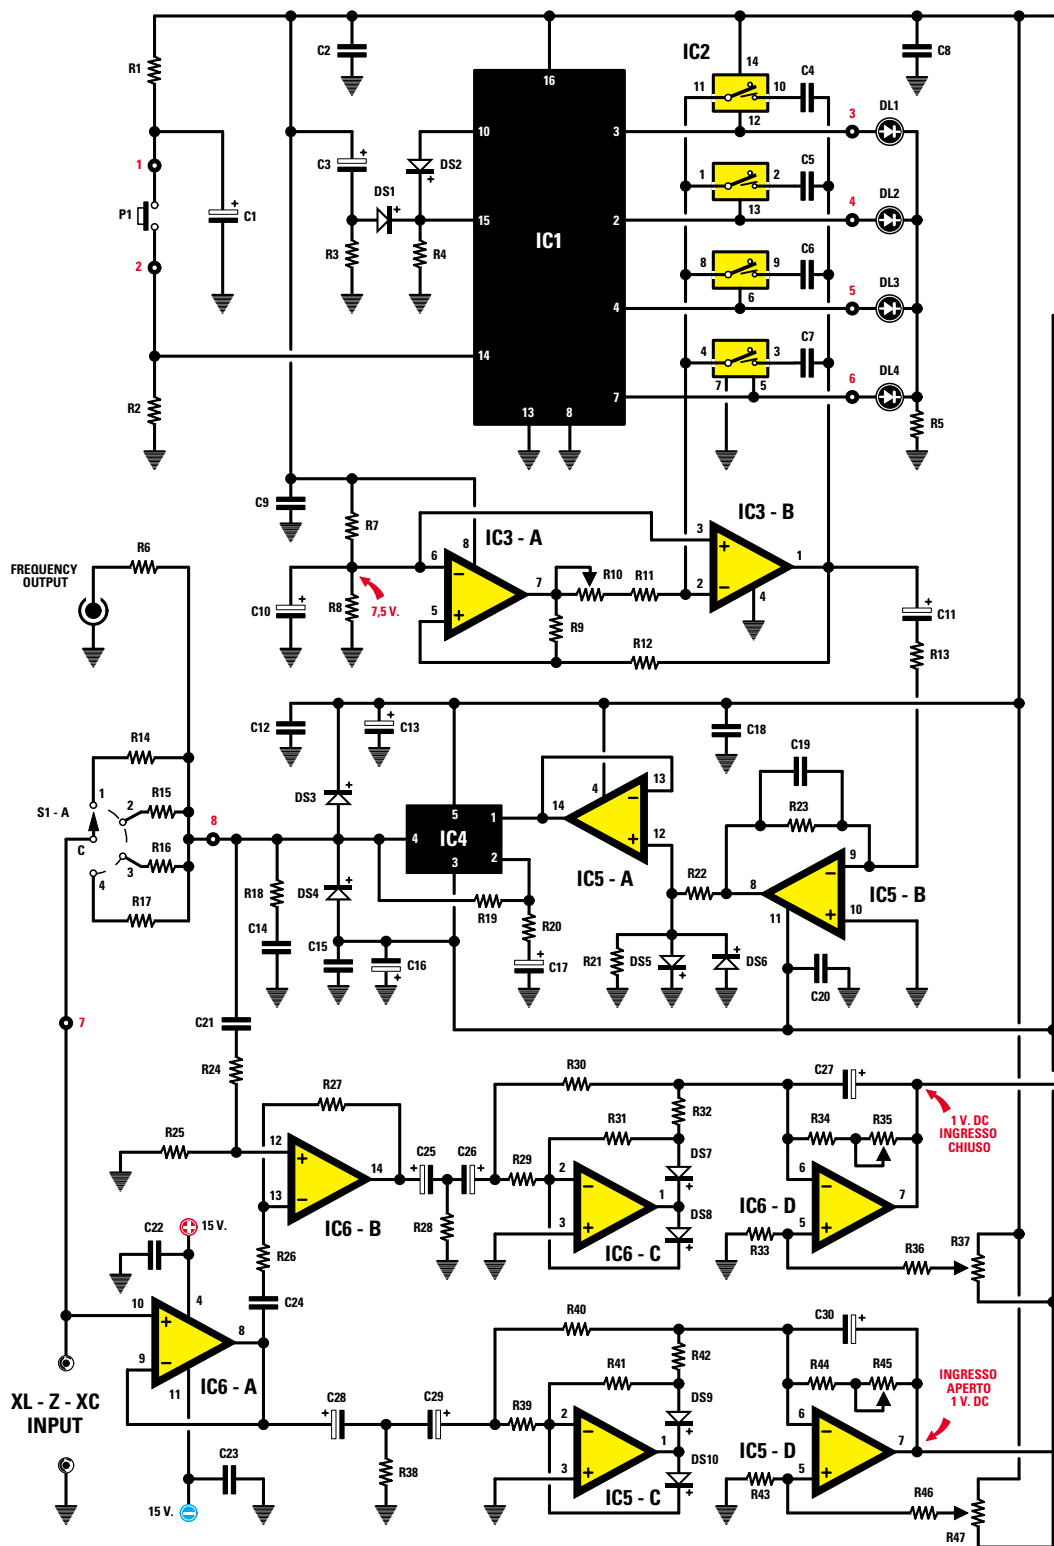 C2
C8
IC2
R1
16
14
C4
11
10
10
12
3
3
DL1
1
C3
DS2
C5
DS1
1
2
P1
C1
15
IC1
2
13
4
DL2
R3
R4
2
C6
8
9
6
4
5
DL3
C7
14
4
3
7
5
7
6
DL4
R2
13
8
R5
C9
R7
IC3 - A
IC3 - B
R6
8
3
FREQUENCY
OUTPUT
6
7
R10
R11
1
C10
R8
7,5 V.
5
2
4
C11
R9
R12
R13
C12
C13
C18
R14
C19
13
S1 - A
1
2
R15
DS3
14
4
R23
8
5
1
4
IC4
12
C
R16
3
2
9
4
3
IC5 - A
R22
8
IC5 - B
R17
R18
DS4
R19
R20
11
10
C14
C15
C16
C17
R21
DS5
DS6
C20
7
C21
R24
R30
C27
R27
1 V. DC
INGRESSO
CHIUSO
R32
R31
R34
R35
R25
12
C25
C26
R29
DS7
14
2
6
13
1
IC6 - D
7
C22
15 V.
IC6 - B
R28
3
DS8
5
R33
R37
R26
IC6 - C
R36
10
4
C24
R40
C30
8
9
R42
11
IC6 - A
R41
R44
R45
INGRESSO
APERTO
1 V. DC
XL - Z - XC
INPUT
C28
C29
R39
DS9
2
6
1
IC5 - D
7
C23
R38
3
DS10
5
R43
IC5 - C
R46
15 V.
R47